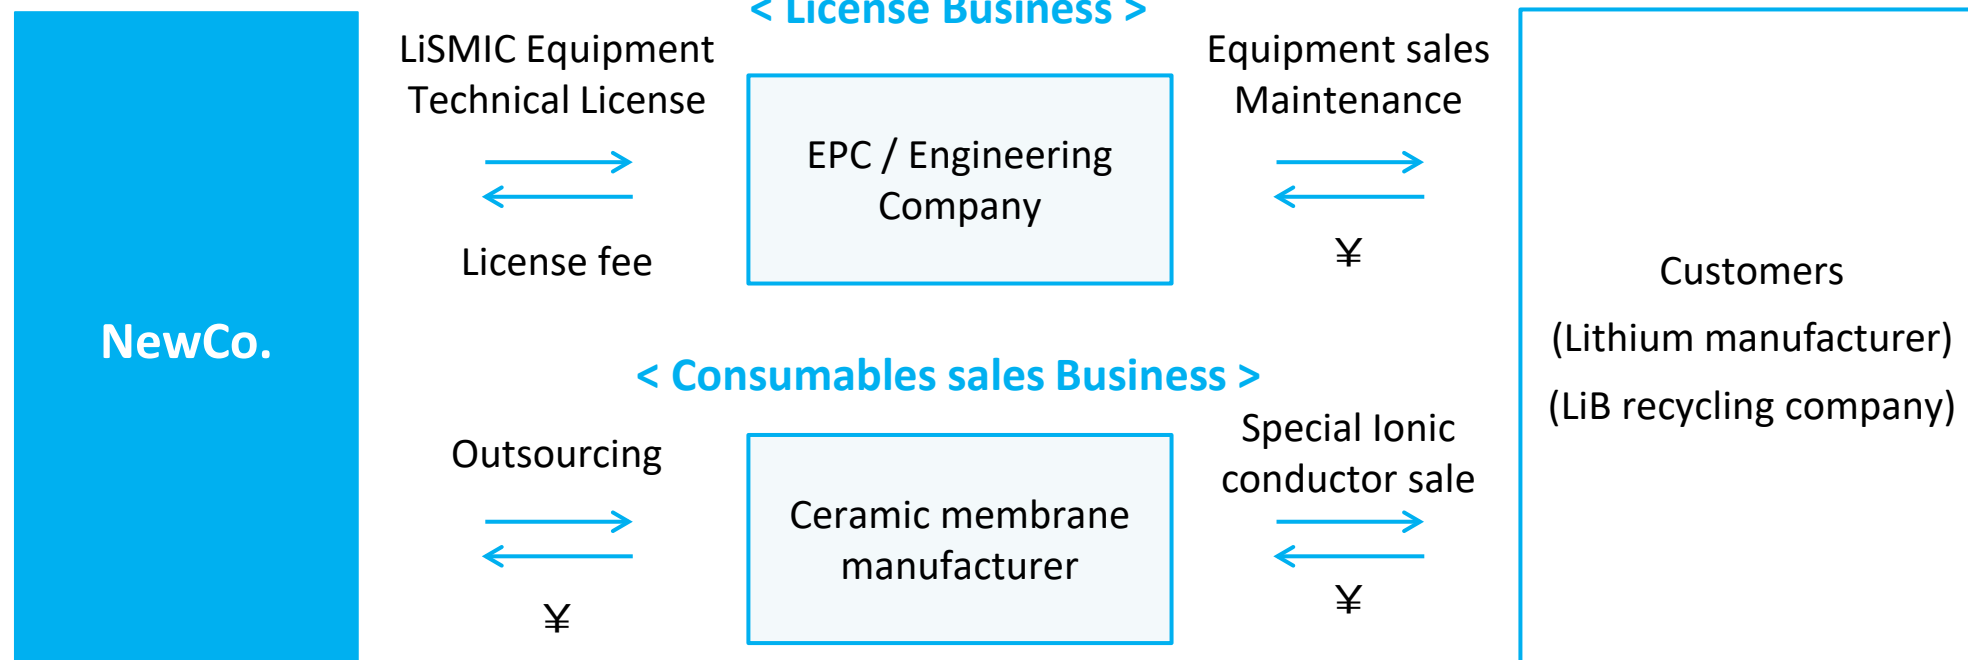 < License Business >
LiSMIC Equipment
Technical License
License fee
EPC / Engineering
Company
Equipment sales
Maintenance
¥
NewCo.
< Consumables sales Business >
Outsourcing
¥
Ceramic membrane
manufacturer
Special Ionic
conductor sale
¥
Customers
(Lithium manufacturer)
(LiB recycling company)